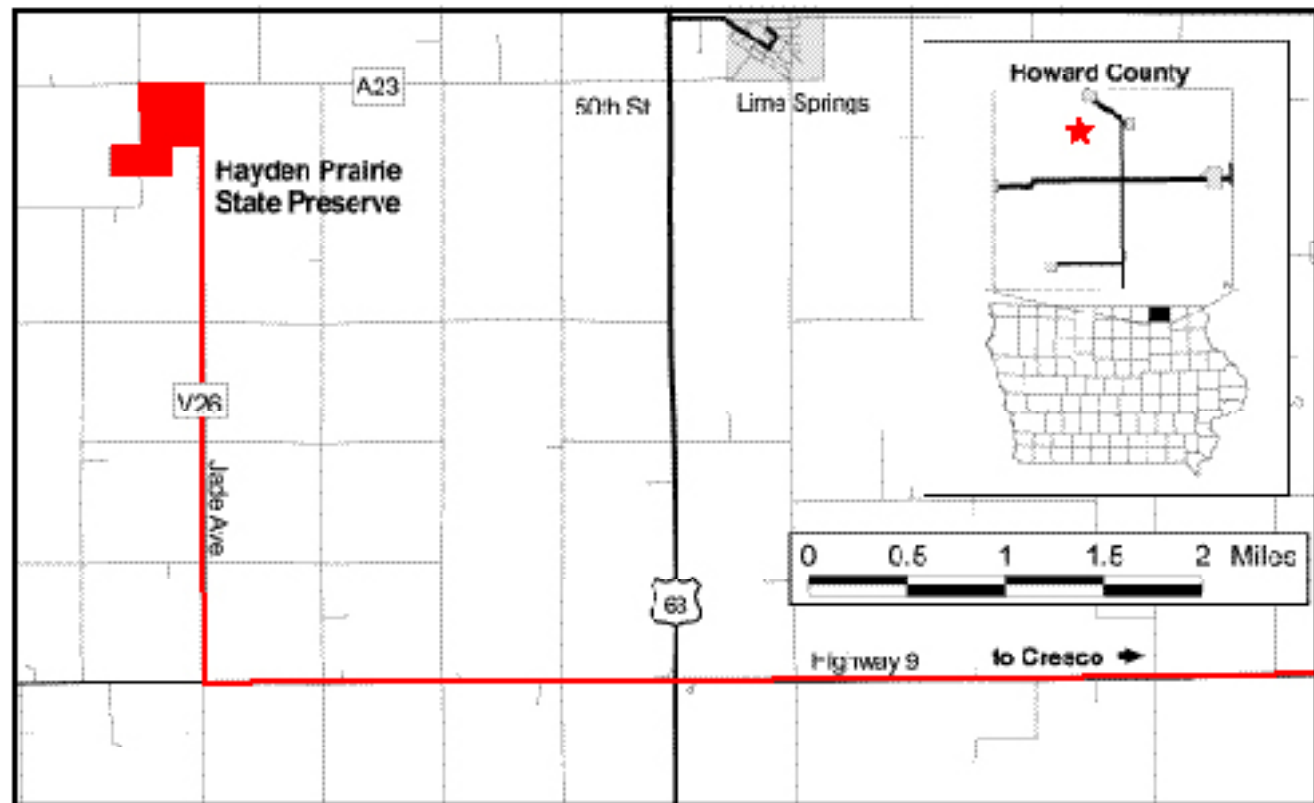 Howard County
A23
50th St
Lime Springs
Hayden Prairie
State Preserve
V26
Jade Ave
0 0.5 1 1.5 2 Miles
63
Highway 9
to Cresco